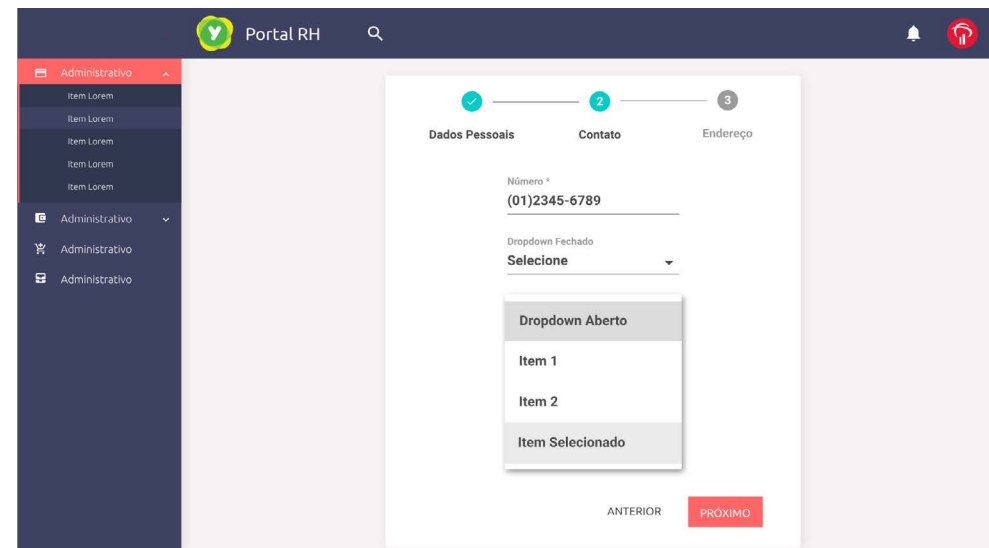 Portal RH
Administrativo
Item Lorem
Item Lorem
Item Lorem
Item Lorem
Item Lorem
Administrativo
Administrativo
Administrativo
2
3
Dados Pessoais
Contato
Endereço
Número *
(01)2345-6789
Dropdown Fechado
Selecione
Dropdown Aberto
Item 1
Item 2
Item Selecionado
ANTERIOR
PRÓXIMO